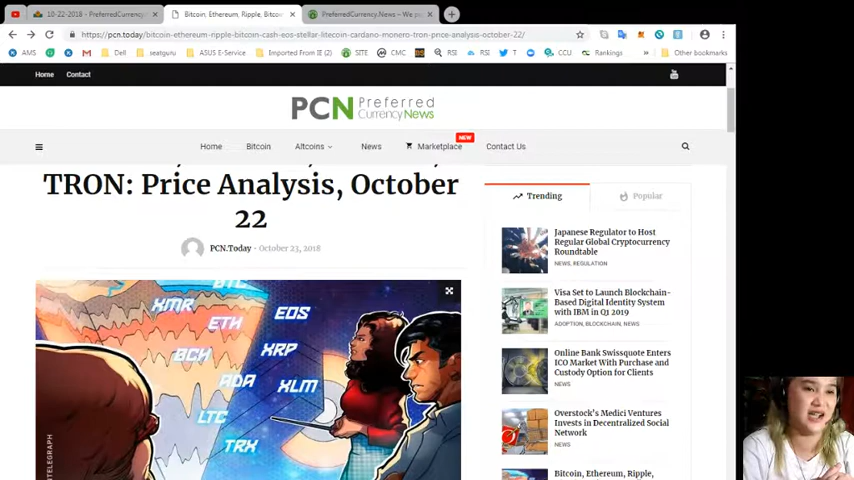 10-22-2018 - PreferredCurrency
Bitcoin, Ethereum, Ripple, Bitco
PreferredCurrency.News – We p
https://pcn.today/bitcoin-ethereum-ripple-bitcoin-cash-eos-stellar-litecoin-cardano-monero-tron-price-analysis-october-22/
AMS
Dell
seatguru
ASUS E-Service
Imported From IE (2)
SITE
CMC
RSI
RSI
T
CCU
Rankings
Other bookmarks
Home
Contact
PCN Preferred
Currency News
Home
Bitcoin
Altcoins
News
Marketplace
NEW
Contact Us
TRON: Price Analysis, October
22
PCN.Today - October 23, 2018
XMR
ETH
EOS
BCH
XRP
ADA
XLM
LTC
TRX
Trending
Popular
Japanese Regulator to Host
Regular Global Cryptocurrency
Roundtable
NEWS, REGULATION
Visa Set to Launch Blockchain-
Based Digital Identity System
with IBM in Q1 2019
ADOPTION, BLOCKCHAIN, NEWS
Online Bank Swissquote Enters
ICO Market With Purchase and
Custody Option for Clients
NEWS
Overstock's Medici Ventures
Invests in Decentralized Social
Network
NEWS
Bitcoin, Ethereum, Ripple,